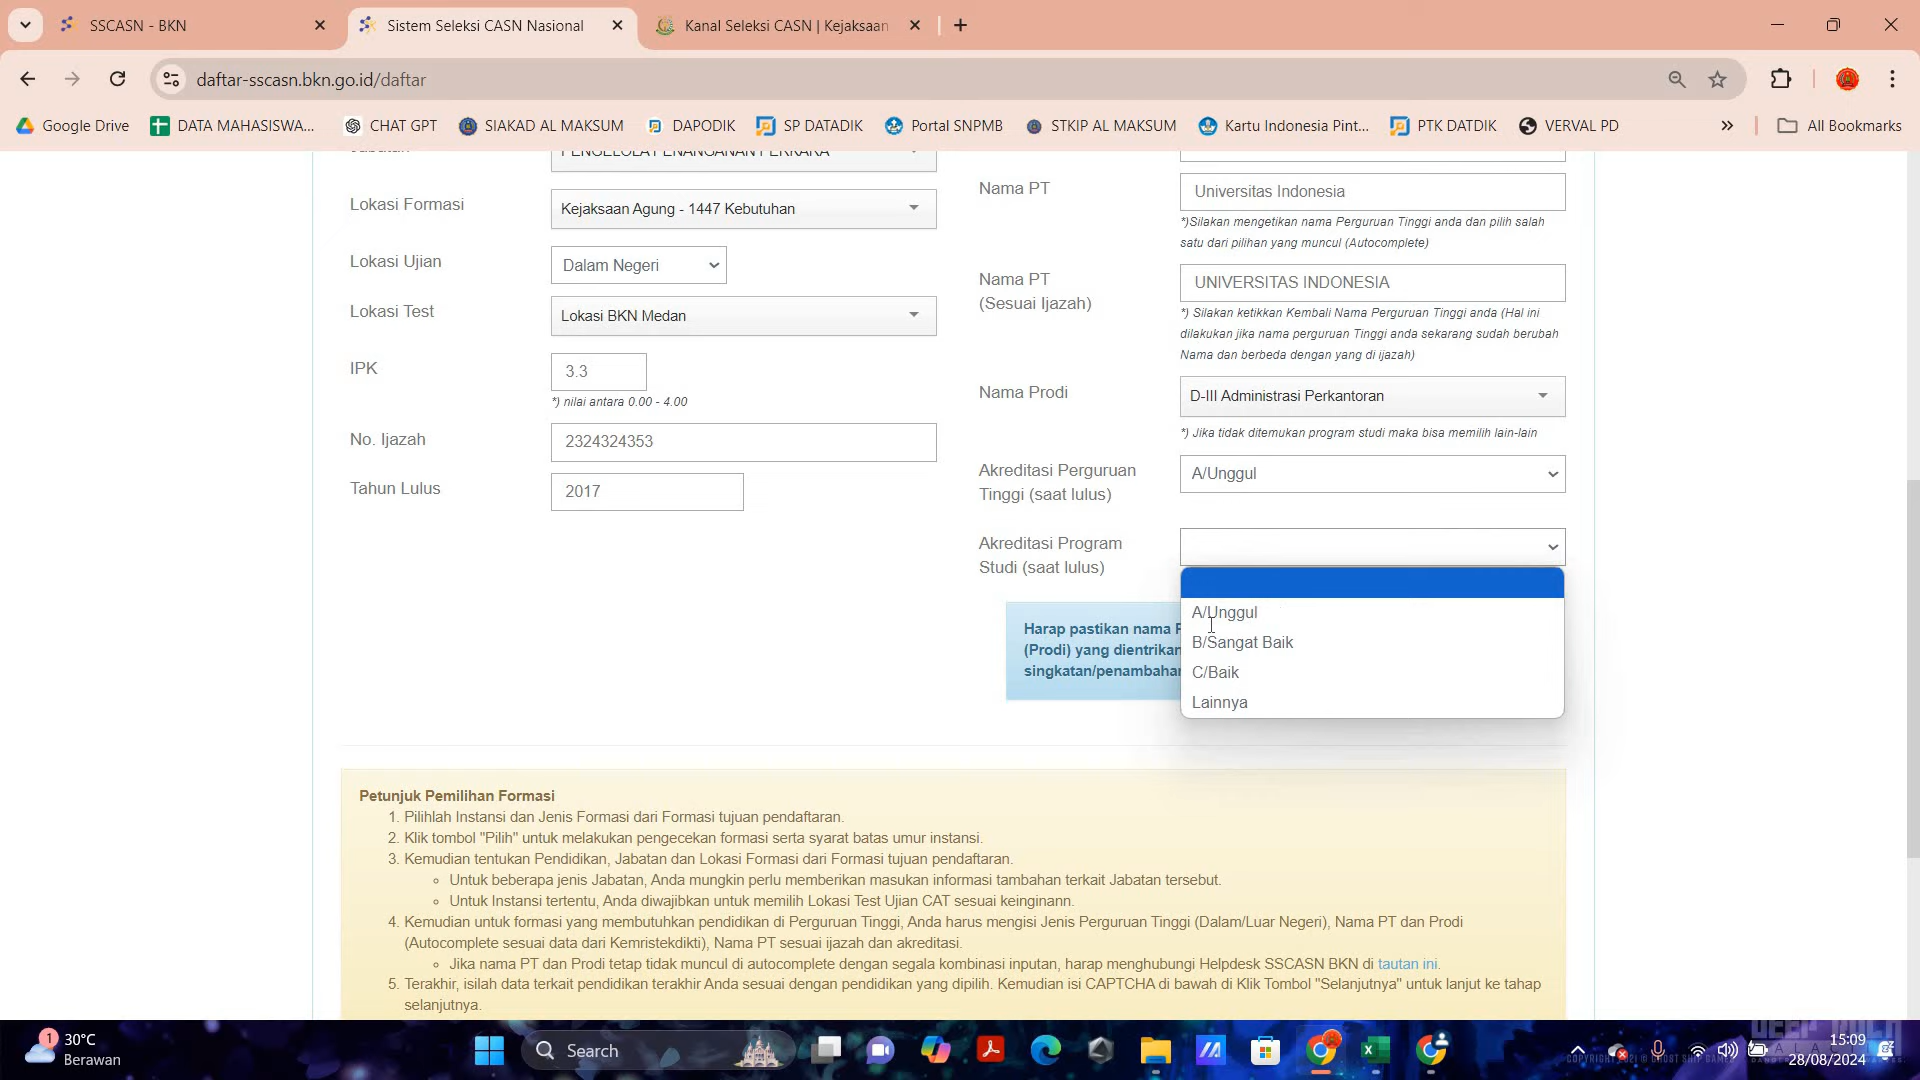 SSCASN - BKN
Sistem Seleksi CASN Nasional
Kanal Seleksi CASN | Kejaksaan
daftar-sscasn.bkn.go.id/daftar
Google Drive
DATA MAHASISWA...
CHAT GPT
SIAKAD AL MAKSUM
DAPODIK
SP DATADIK
Portal SNPMB
STKIP AL MAKSUM
Kartu Indonesia Pint...
PTK DATDIK
VERVAL PD
All Bookmarks
PENGELOLA PENANGANAN PERKARA
Lokasi Formasi
Kejaksaan Agung - 1447 Kebutuhan
Lokasi Ujian
Dalam Negeri
Lokasi Test
Lokasi BKN Medan
IPK
3.3
*) nilai antara 0.00 - 4.00
No. Ijazah
2324324353
Tahun Lulus
2017
Nama PT
Universitas Indonesia
*)Silakan mengetikan nama Perguruan Tinggi anda dan pilih salah
satu dari pilihan yang muncul (Autocomplete)
Nama PT
(Sesuai Ijazah)
UNIVERSITAS INDONESIA
*) Silakan ketikkan Kembali Nama Perguruan Tinggi anda (Hal ini
dilakukan jika nama perguruan Tinggi anda sekarang sudah berubah
Nama dan berbeda dengan yang di ijazah)
Nama Prodi
D-III Administrasi Perkantoran
*) Jika tidak ditemukan program studi maka bisa memilih lain-lain
Akreditasi Perguruan
Tinggi (saat lulus)
A/Unggul
Akreditasi Program
Studi (saat lulus)
A/Unggul
B/Sangat Baik
C/Baik
Lainnya
Harap pastikan nama P
(Prodi) yang dientrikan
singkatan/penambahan
Petunjuk Pemilihan Formasi
1. Pilihlah Instansi dan Jenis Formasi dari Formasi tujuan pendaftaran.
2. Klik tombol "Pilih" untuk melakukan pengecekan formasi serta syarat batas umur instansi.
3. Kemudian tentukan Pendidikan, Jabatan dan Lokasi Formasi dari Formasi tujuan pendaftaran.
Untuk beberapa jenis Jabatan, Anda mungkin perlu memberikan masukan informasi tambahan terkait Jabatan tersebut.
Untuk Instansi tertentu, Anda diwajibkan untuk memilih Lokasi Test Ujian CAT sesuai keinginann.
4. Kemudian untuk formasi yang membutuhkan pendidikan di Perguruan Tinggi, Anda harus mengisi Jenis Perguruan Tinggi (Dalam/Luar Negeri), Nama PT dan Prodi
(Autocomplete sesuai data dari Kemristekdikti), Nama PT sesuai ijazah dan akreditasi.
Jika nama PT dan Prodi tetap tidak muncul di autocomplete dengan segala kombinasi inputan, harap menghubungi Helpdesk SSCASN BKN di tautan ini.
5. Terakhir, isilah data terkait pendidikan terakhir Anda sesuai dengan pendidikan yang dipilih. Kemudian isi CAPTCHA di bawah di Klik Tombol "Selanjutnya" untuk lanjut ke tahap
selanjutnya.
1
30°C
Berawan
Search
15:09
28/08/2024